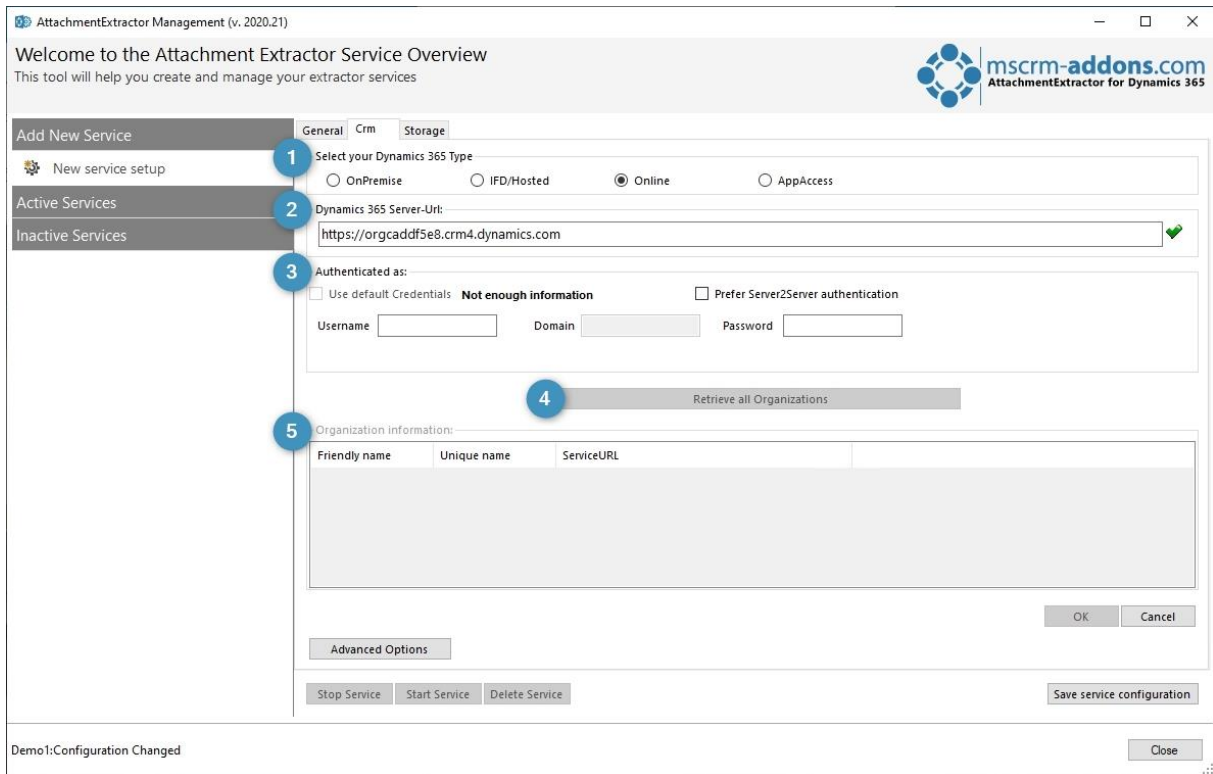 AttachmentExtractor Management (v. 2020.21)
Welcome to the Attachment Extractor Service Overview
This tool will help you create and manage your extractor services
mscrm-addons.com
AttachmentExtractor for Dynamics 365
Add New Service
New service setup
Active Services
Inactive Services
General Crm Storage
1 Select your Dynamics 365 Type
OnPremise IFD/Hosted Online AppAccess
2 Dynamics 365 Server-Url:
https://orgcaddf5e8.crm4.dynamics.com
3 Authenticated as:
Use default Credentials Not enough information Prefer Server2Server authentication
Username Domain Password
4 Retrieve all Organizations
5 Organization information:
Friendly name Unique name ServiceURL
OK Cancel
Advanced Options
Stop Service Start Service Delete Service Save service configuration
Demo1:Configuration Changed Close